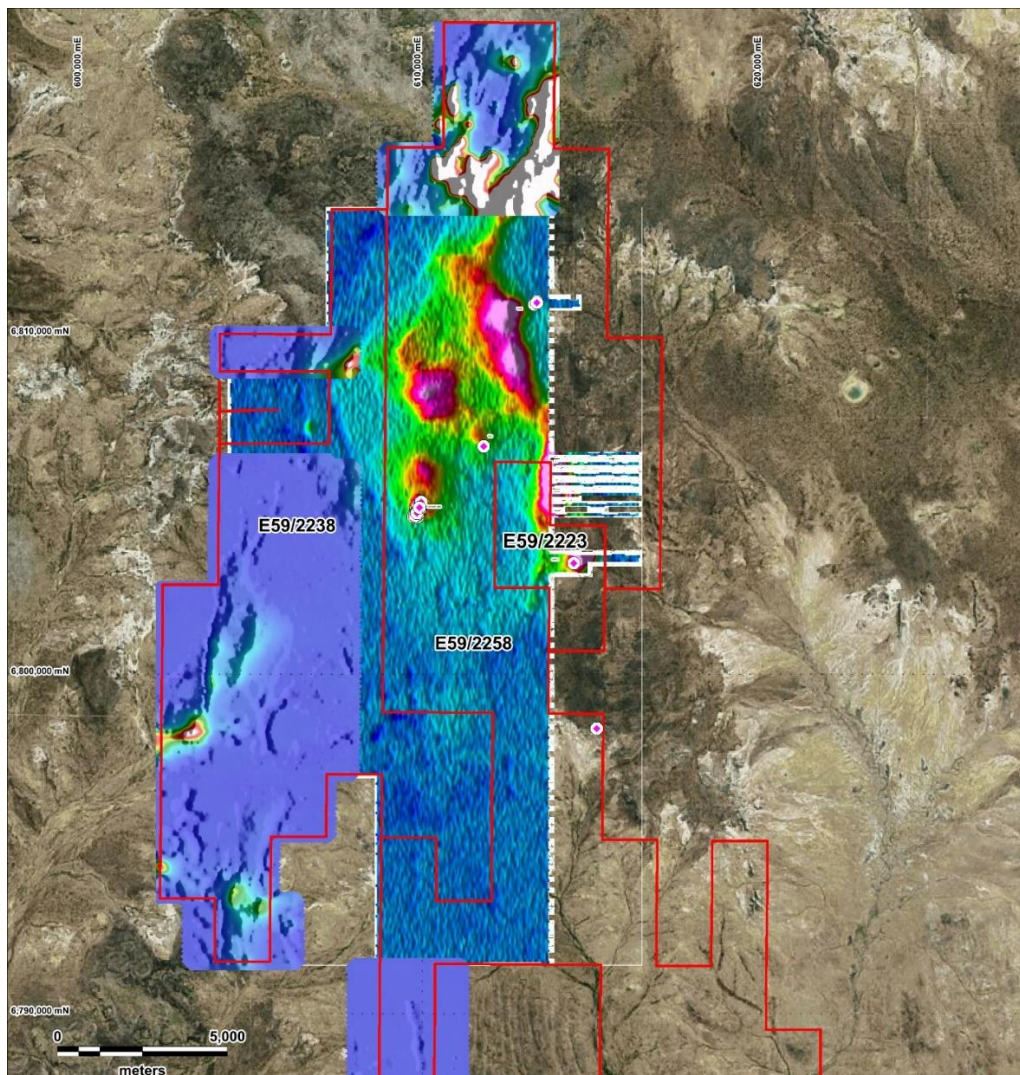 600,000 mE
610,000 mE
620,000 mE
6,810,000 mN
E59/2238
E59/2223
E59/2258
6,800,000 mN
6,790,000 mN
0
5,000
meters